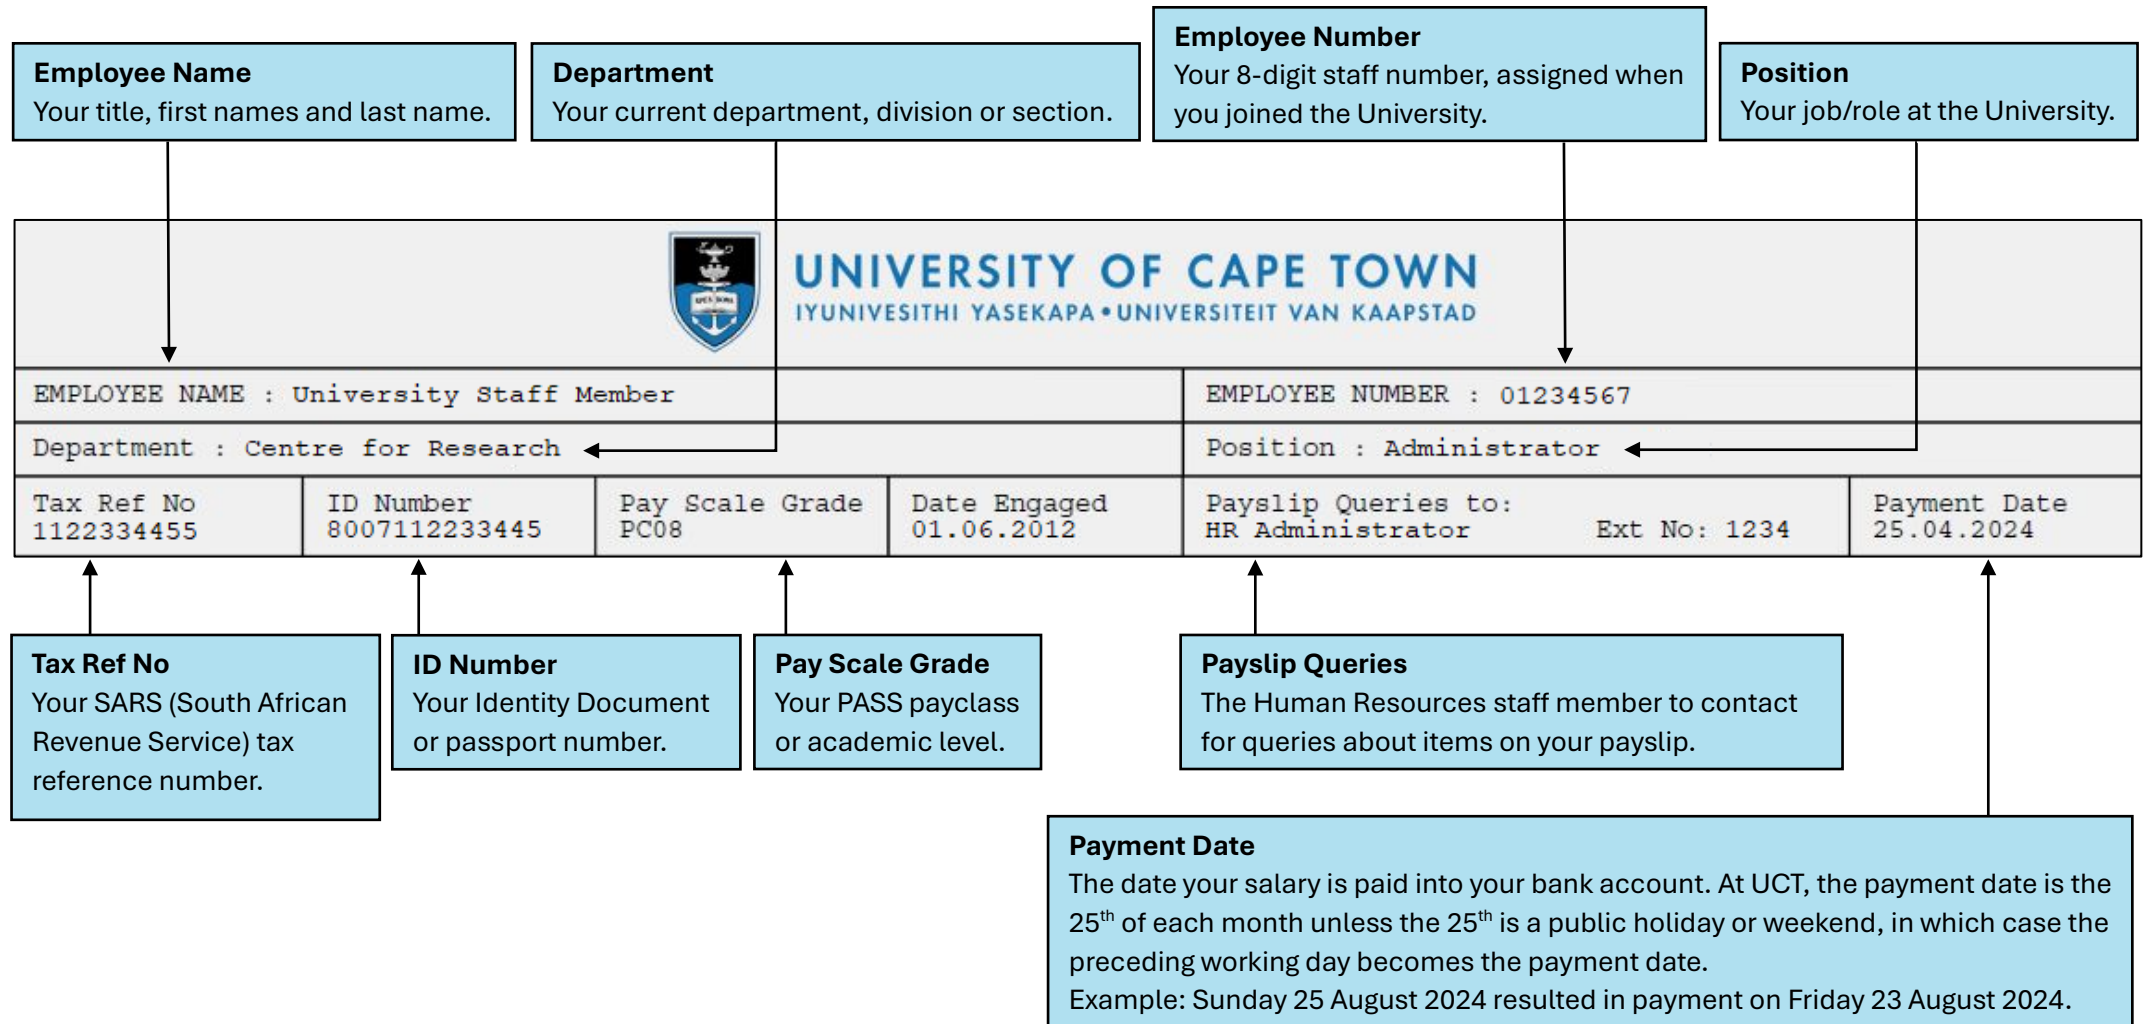 Employee Name
Your title, first names and last name.
Department
Your current department, division or section.
Employee Number
Your 8-digit staff number, assigned when
you joined the University.
Position
Your job/role at the University.
UNIVERSITY OF CAPE TOWN
IYUNIVESITHI YASEKAPA • UNIVERSITEIT VAN KAAPSTAD
EMPLOYEE NAME : University Staff Member
EMPLOYEE NUMBER : 01234567
Department : Centre for Research
Position : Administrator
Tax Ref No
1122334455
ID Number
8007112233445
Pay Scale Grade
PC08
Date Engaged
01.06.2012
Payslip Queries to:
HR Administrator Ext No: 1234
Payment Date
25.04.2024
Tax Ref No
Your SARS (South African
Revenue Service) tax
reference number.
ID Number
Your Identity Document
or passport number.
Pay Scale Grade
Your PASS payclass
or academic level.
Payslip Queries
The Human Resources staff member to contact
for queries about items on your payslip.
Payment Date
The date your salary is paid into your bank account. At UCT, the payment date is the
25th of each month unless the 25th is a public holiday or weekend, in which case the
preceding working day becomes the payment date.
Example: Sunday 25 August 2024 resulted in payment on Friday 23 August 2024.